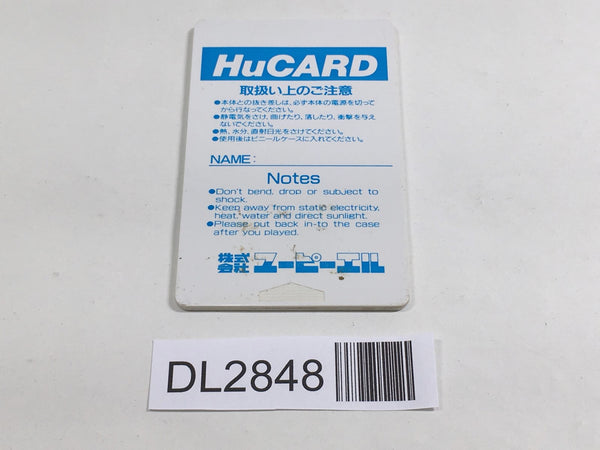 HuCARD
取扱い上のご注意
●本体との抜き差しは、必ず本体の電源を切って
から行なってください。
●静電気をさけ、曲げたり、落したり、衝撃を与え
ないでください。
●熱、水分、直射日光をさけてください。
●使用後はビニールケースに入れてください。
NAME:
Notes
●Don't bend, drop or subject to
shock.
●Keep away from static electricity,
heat, water and direct sunlight.
●Please put back in-to the case
after you played.
株式会社 ユーピーエル
DL2848